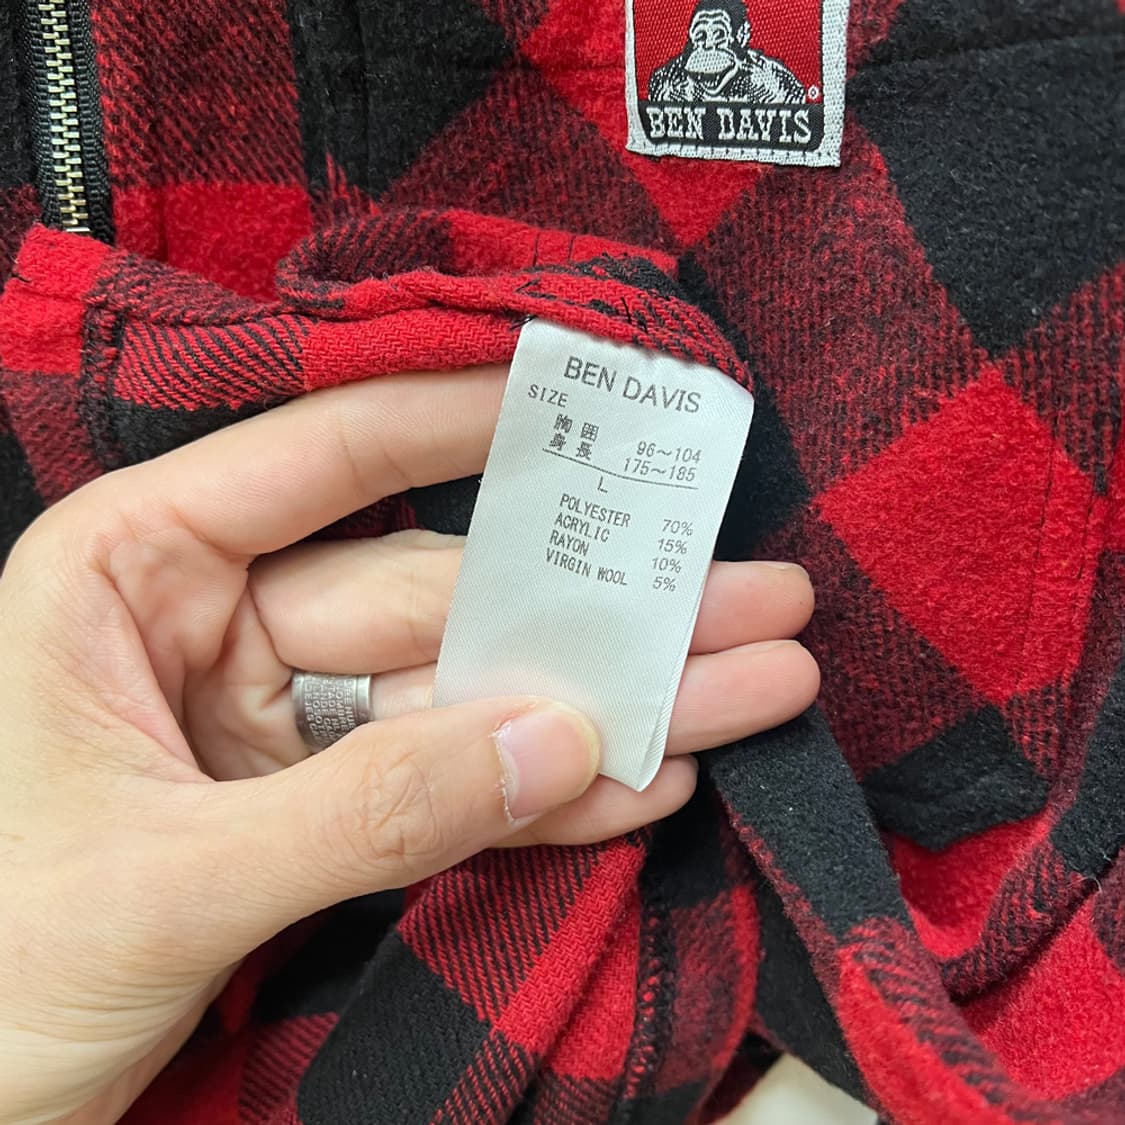 BEN DAVIS
BEN DAVIS
SIZE
胸囲 96～104
身長 175～185
L
POLYESTER 70%
ACRYLIC 15%
RAYON 10%
VIRGIN WOOL 5%